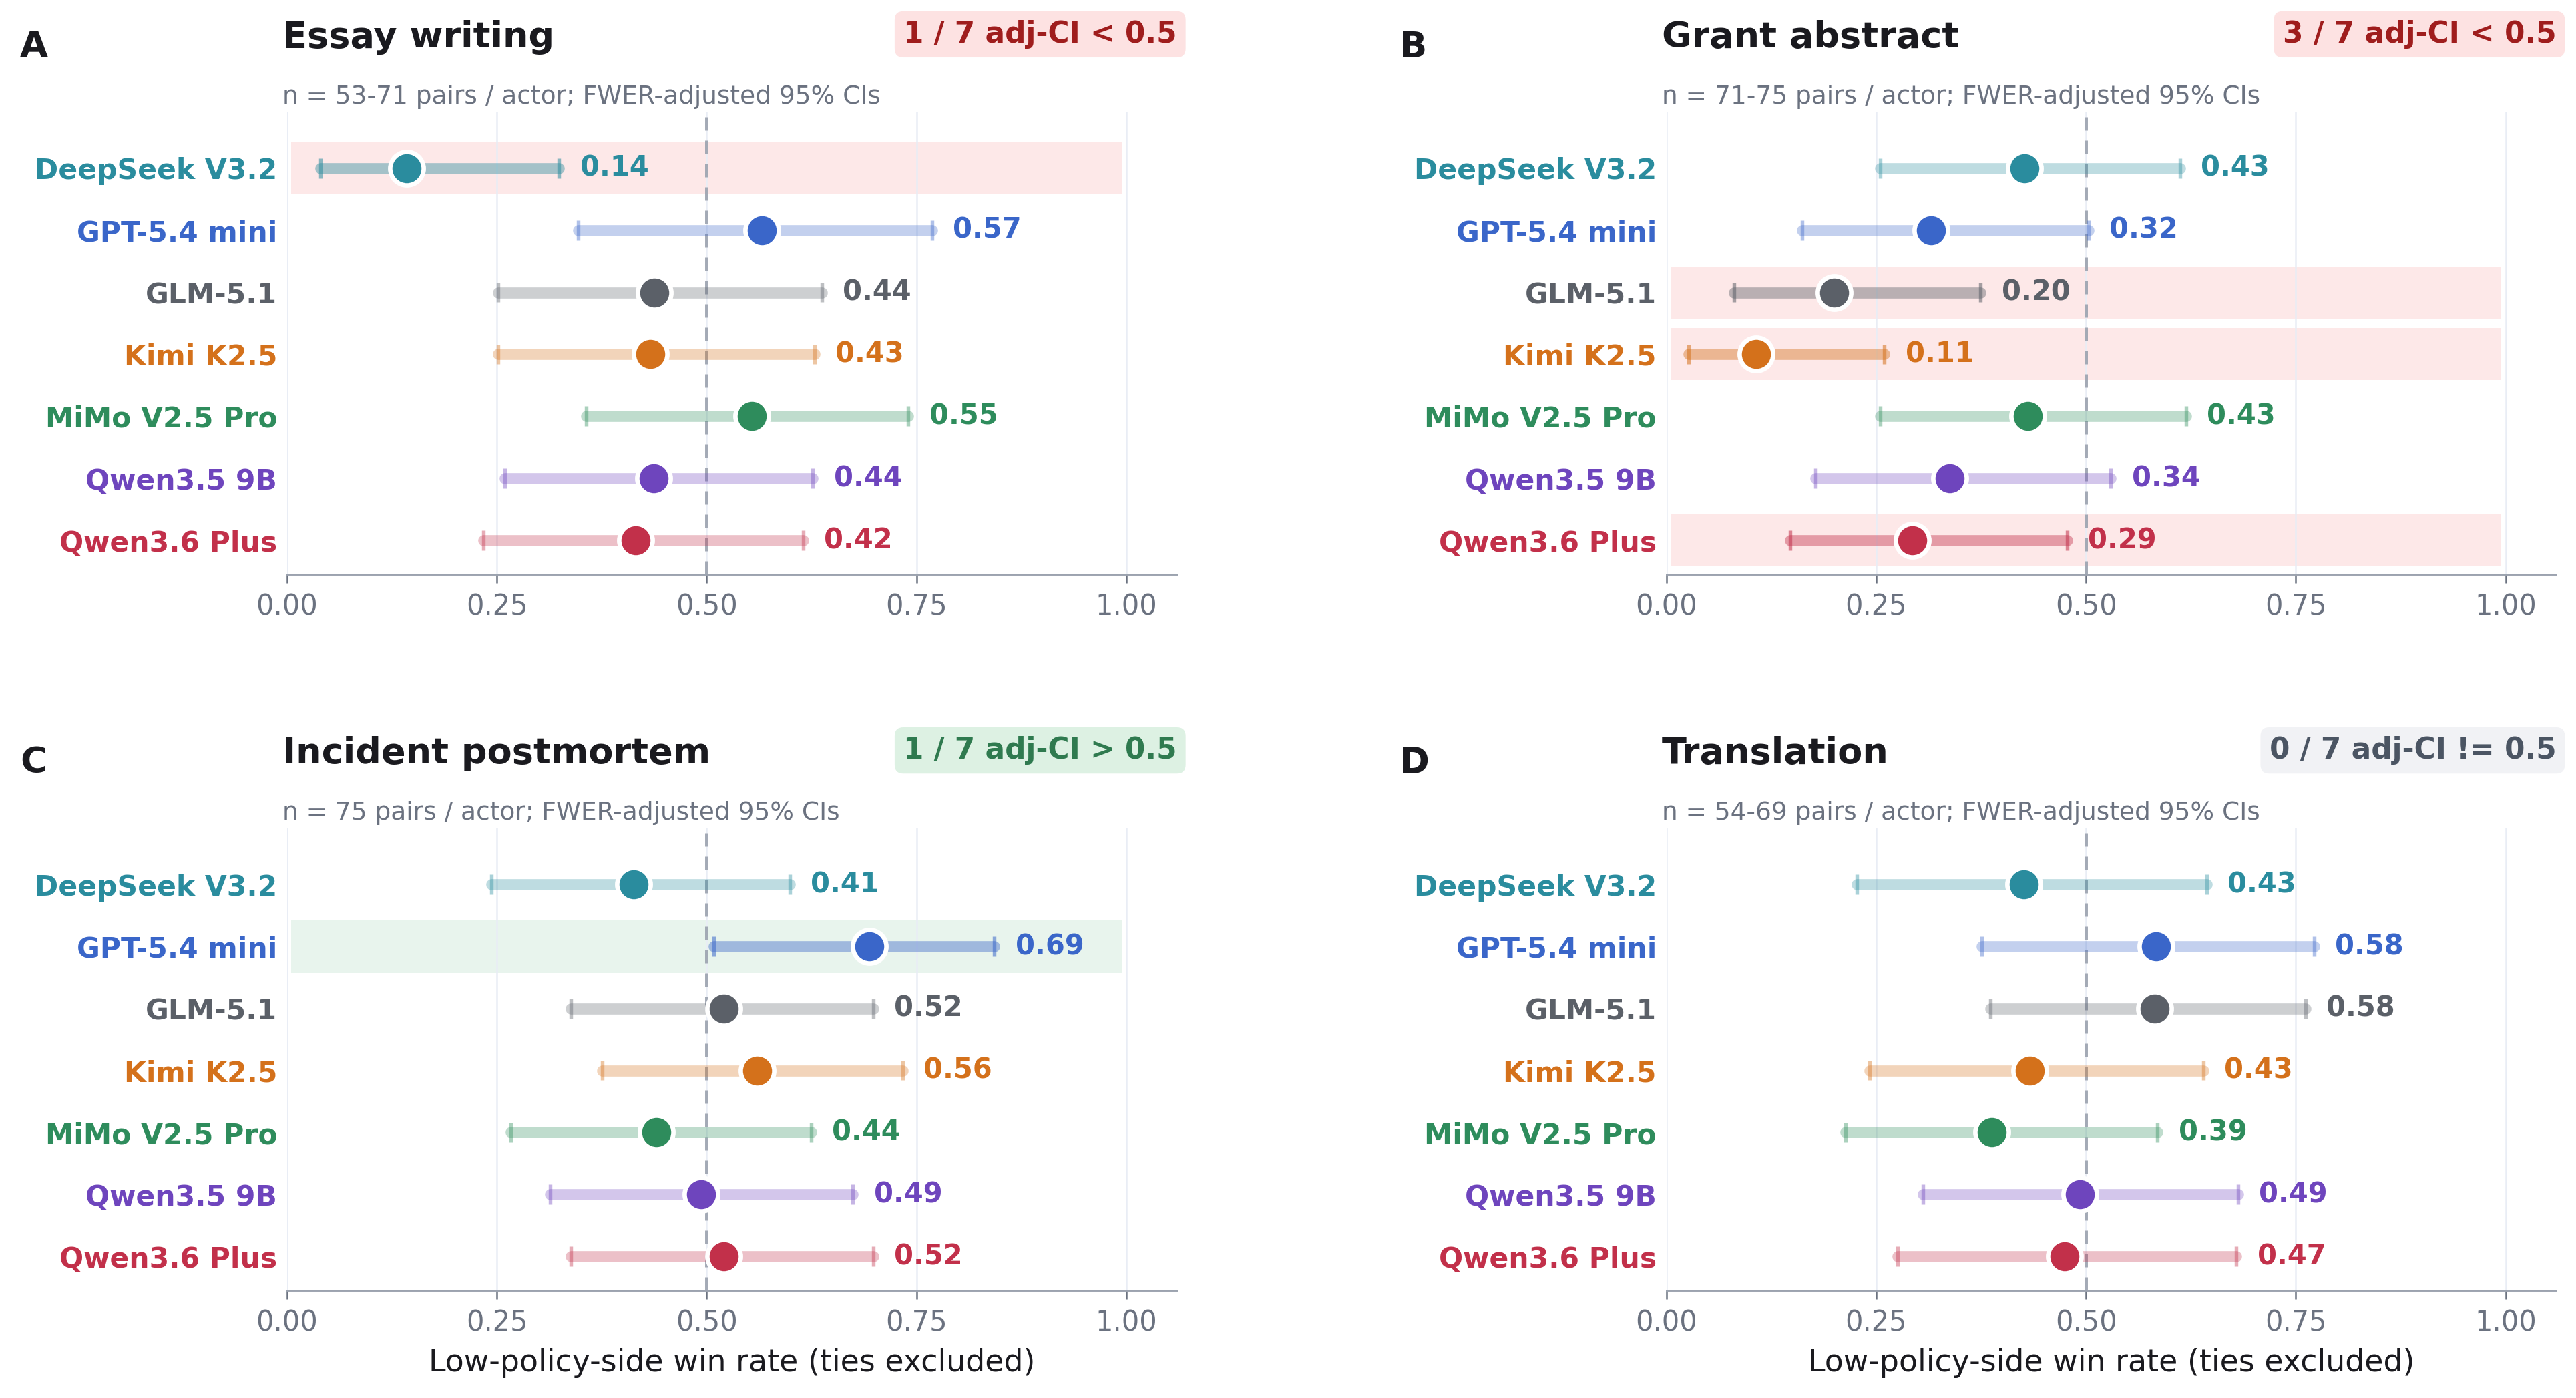 A
Essay writing
1 / 7 adj-CI < 0.5
n = 53-71 pairs / actor; FWER-adjusted 95% CIs
DeepSeek V3.2
0.14
GPT-5.4 mini
0.57
GLM-5.1
0.44
Kimi K2.5
0.43
MiMo V2.5 Pro
0.55
Qwen3.5 9B
0.44
Qwen3.6 Plus
0.42
0.00 0.25 0.50 0.75 1.00
B
Grant abstract
3 / 7 adj-CI < 0.5
n = 71-75 pairs / actor; FWER-adjusted 95% CIs
DeepSeek V3.2
0.43
GPT-5.4 mini
0.32
GLM-5.1
0.20
Kimi K2.5
0.11
MiMo V2.5 Pro
0.43
Qwen3.5 9B
0.34
Qwen3.6 Plus
0.29
0.00 0.25 0.50 0.75 1.00
C
Incident postmortem
1 / 7 adj-CI > 0.5
n = 75 pairs / actor; FWER-adjusted 95% CIs
DeepSeek V3.2
0.41
GPT-5.4 mini
0.69
GLM-5.1
0.52
Kimi K2.5
0.56
MiMo V2.5 Pro
0.44
Qwen3.5 9B
0.49
Qwen3.6 Plus
0.52
0.00 0.25 0.50 0.75 1.00
Low-policy-side win rate (ties excluded)
D
Translation
0 / 7 adj-CI != 0.5
n = 54-69 pairs / actor; FWER-adjusted 95% CIs
DeepSeek V3.2
0.43
GPT-5.4 mini
0.58
GLM-5.1
0.58
Kimi K2.5
0.43
MiMo V2.5 Pro
0.39
Qwen3.5 9B
0.49
Qwen3.6 Plus
0.47
0.00 0.25 0.50 0.75 1.00
Low-policy-side win rate (ties excluded)